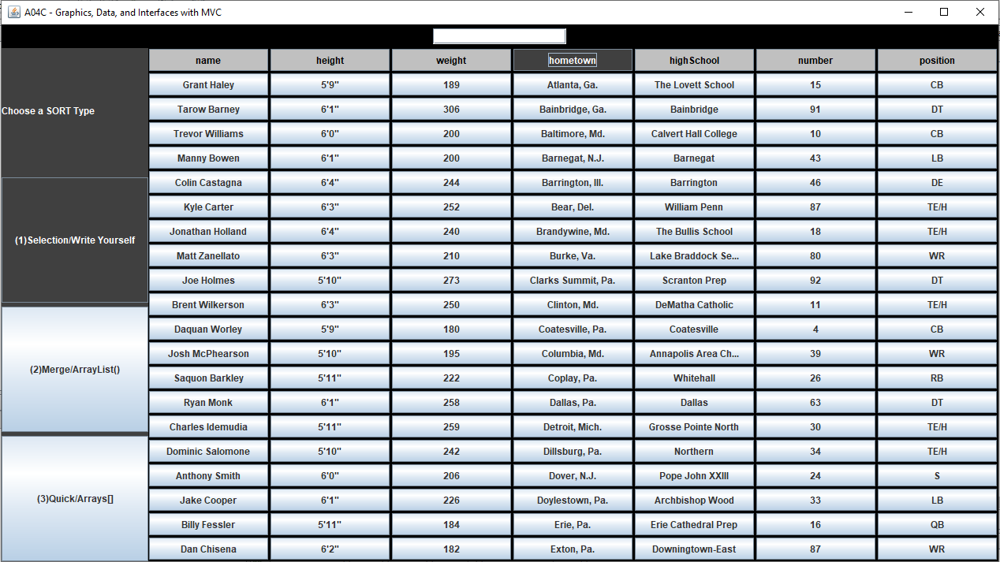 A04C - Graphics, Data, and Interfaces with MVC
name height weight hometown highSchool number position
Choose a SORT Type
(1)Selection/Write Yourself
(2)Merge/ArrayList()
(3)Quick/Arrays[]
Grant Haley 5'9" 189 Atlanta, Ga. The Lovett School 15 CB
Tarow Barney 6'1" 306 Bainbridge, Ga. Bainbridge 91 DT
Trevor Williams 6'0" 200 Baltimore, Md. Calvert Hall College 10 CB
Manny Bowen 6'1" 200 Barnegat, N.J. Barnegat 43 LB
Colin Castagna 6'4" 244 Barrington, Ill. Barrington 46 DE
Kyle Carter 6'3" 252 Bear, Del. William Penn 87 TE/H
Jonathan Holland 6'4" 240 Brandywine, Md. The Bullis School 18 TE/H
Matt Zanellato 6'3" 210 Burke, Va. Lake Braddock Se... 80 WR
Joe Holmes 5'10" 273 Clarks Summit, Pa. Scranton Prep 92 DT
Brent Wilkerson 6'3" 250 Clinton, Md. DeMatha Catholic 11 TE/H
Daquan Worley 5'9" 180 Coatesville, Pa. Coatesville 4 CB
Josh McPhearson 5'10" 195 Columbia, Md. Annapolis Area Ch... 39 WR
Saquon Barkley 5'11" 222 Coplay, Pa. Whitehall 26 RB
Ryan Monk 6'1" 258 Dallas, Pa. Dallas 63 DT
Charles Idemudia 5'11" 259 Detroit, Mich. Grosse Pointe North 30 TE/H
Dominic Salomone 5'10" 242 Dillsburg, Pa. Northern 34 TE/H
Anthony Smith 6'0" 206 Dover, N.J. Pope John XXIII 24 S
Jake Cooper 6'1" 226 Doylestown, Pa. Archbishop Wood 33 LB
Billy Fessler 5'11" 184 Erie, Pa. Erie Cathedral Prep 16 QB
Dan Chisena 6'2" 182 Exton, Pa. Downingtown-East 87 WR